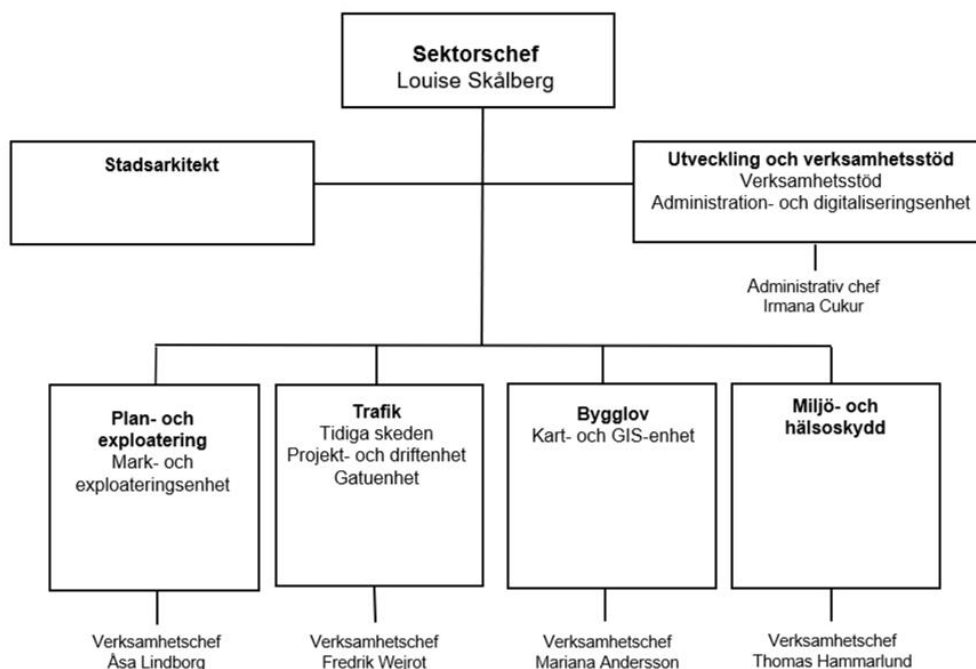 Sektorschef
Louise Skålberg
Stadsarkitekt
Utveckling och verksamhetsstöd
Verksamhetsstöd
Administration- och digitaliseringsenhet
Administrativ chef
Irmana Cukur
Plan- och
exploatering
Mark- och
exploateringsenhet
Trafik
Tidiga skeden
Projekt- och driftenhet
Gatuenhet
Bygglov
Kart- och GIS-enhet
Miljö- och
hälsoskydd
Verksamhetschef
Åsa Lindborg
Verksamhetschef
Fredrik Weirot
Verksamhetschef
Mariana Andersson
Verksamhetschef
Thomas Hammarlund